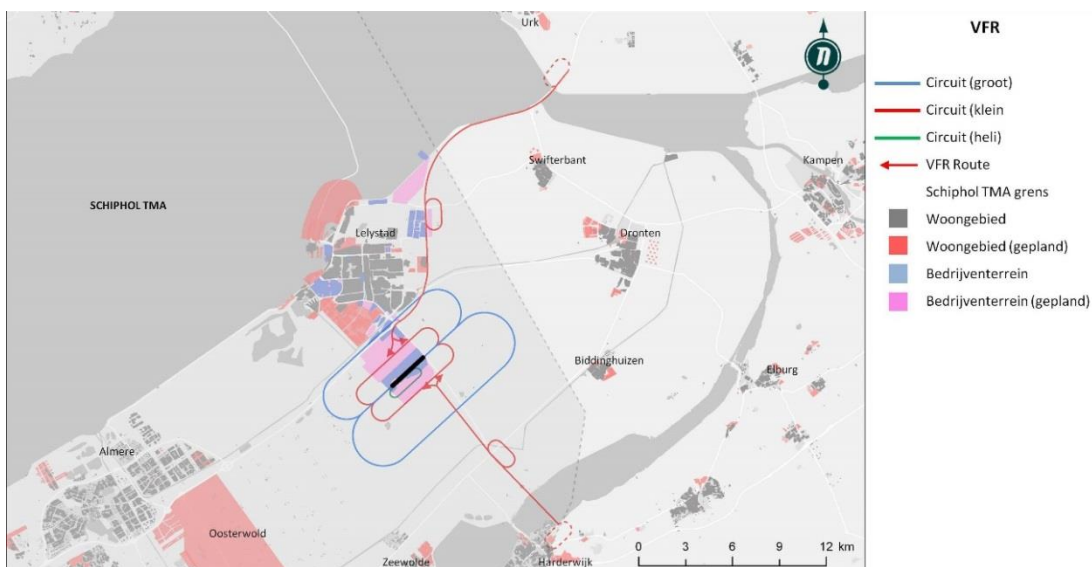 Urk
VFR
Circuit (groot)
Circuit (klein
Circuit (heli)
VFR Route
Schiphol TMA grens
Woongebied
Woongebied (gepland)
Bedrijventerrein
Bedrijventerrein (gepland)
Swifterbant
Kampen
SCHIPHOL TMA
Lelystad
Dronten
Biddinghuizen
Elburg
Almere
Oosterwold
Zeewolde
Harderwijk
0 3 6 9 12 km